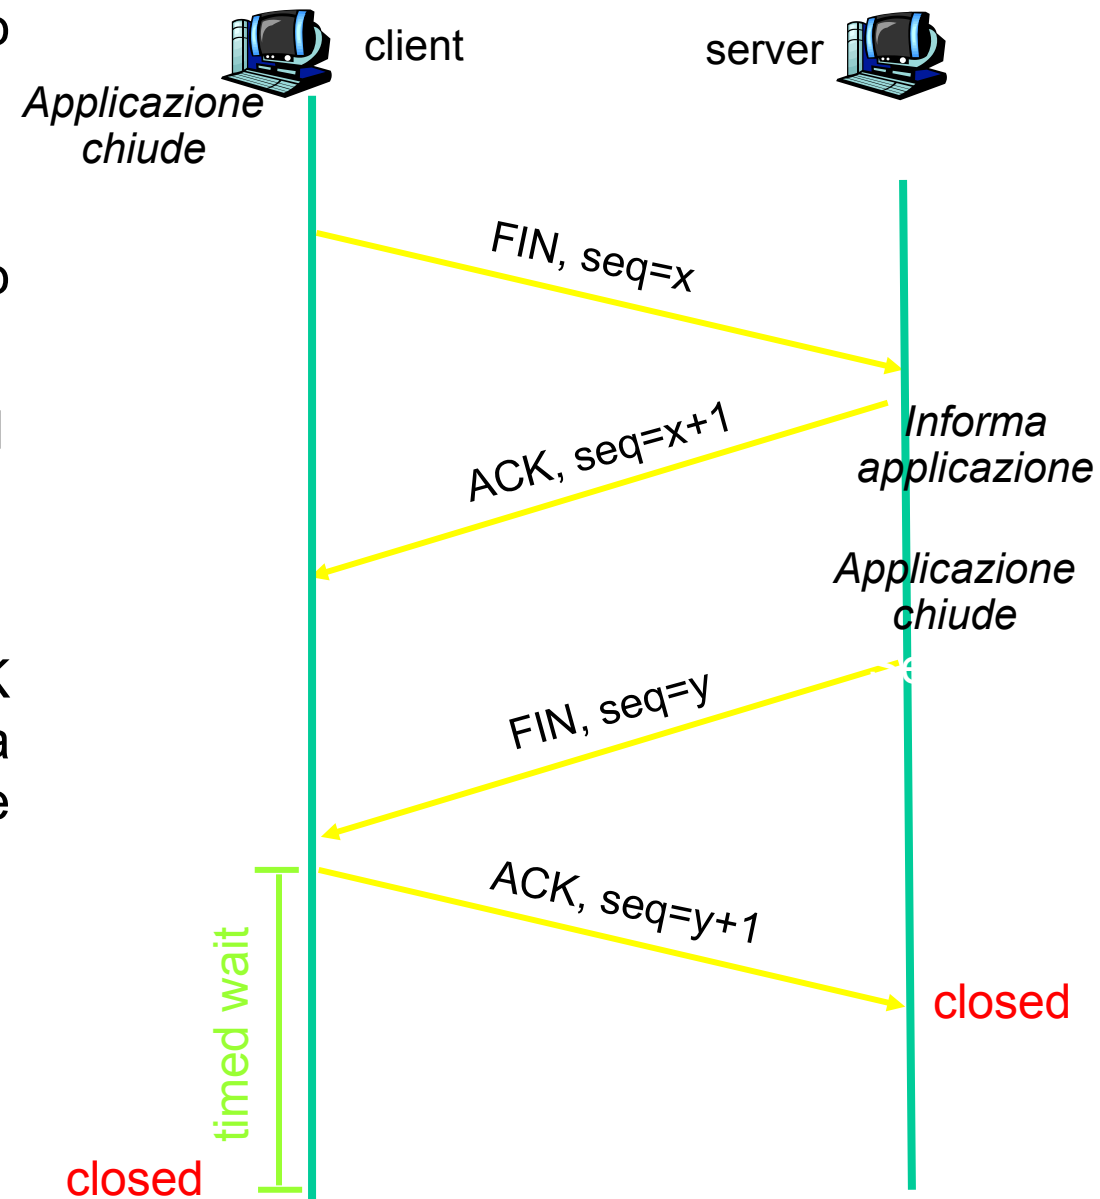 client
server
Applicazione
chiude
FIN, seq=x
ACK, seq=x+1
Informa
applicazione
Applicazione
chiude
FIN, seq=y
ACK, seq=y+1
timed wait
closed
closed